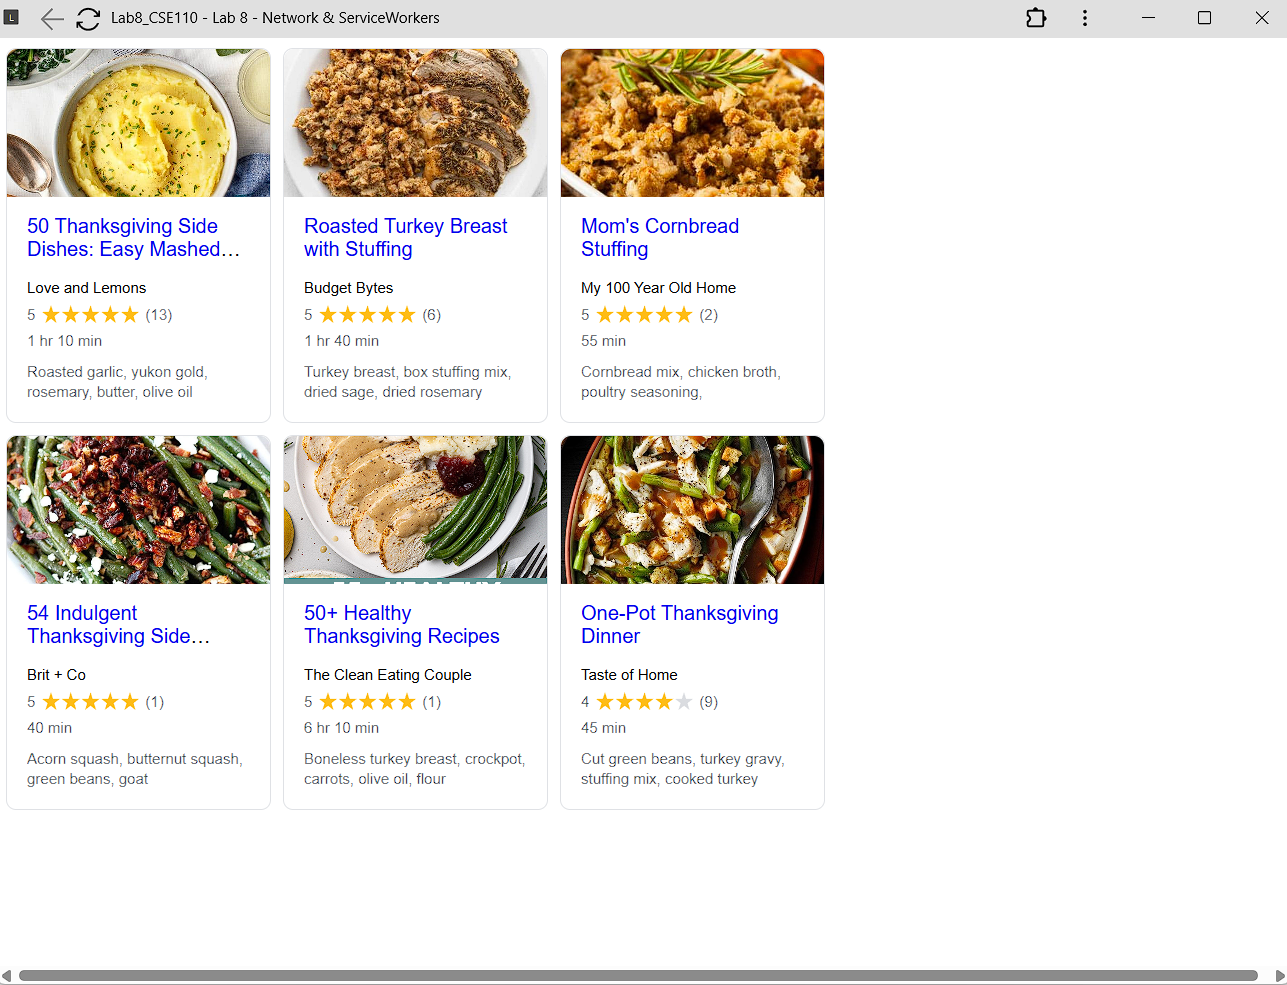 L
Lab8_CSE110 - Lab 8 - Network & ServiceWorkers
50 Thanksgiving Side
Dishes: Easy Mashed…
Love and Lemons
5 ★★★★★ (13)
1 hr 10 min
Roasted garlic, yukon gold,
rosemary, butter, olive oil
Roasted Turkey Breast
with Stuffing
Budget Bytes
5 ★★★★★ (6)
1 hr 40 min
Turkey breast, box stuffing mix,
dried sage, dried rosemary
Mom's Cornbread
Stuffing
My 100 Year Old Home
5 ★★★★★ (2)
55 min
Cornbread mix, chicken broth,
poultry seasoning,
54 Indulgent
Thanksgiving Side…
Brit + Co
5 ★★★★★ (1)
40 min
Acorn squash, butternut squash,
green beans, goat
50+ Healthy
Thanksgiving Recipes
The Clean Eating Couple
5 ★★★★★ (1)
6 hr 10 min
Boneless turkey breast, crockpot,
carrots, olive oil, flour
One-Pot Thanksgiving
Dinner
Taste of Home
4 ★★★★★ (9)
45 min
Cut green beans, turkey gravy,
stuffing mix, cooked turkey